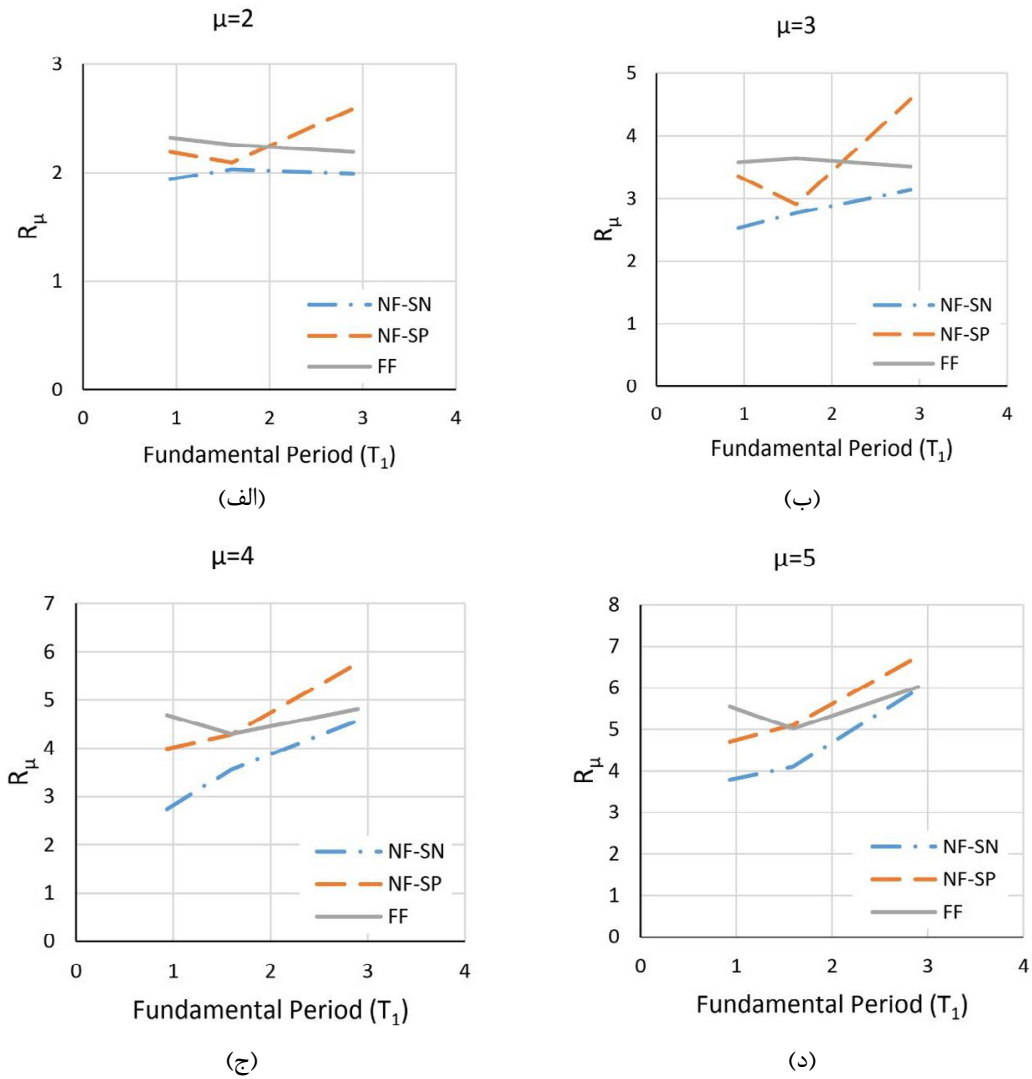 μ=2
3
2
1
0
R_μ
NF-SN
NF-SP
FF
0 1 2 3 4
Fundamental Period (T₁)
(الف)
μ=3
5
4
3
2
1
0
R_μ
NF-SN
NF-SP
FF
0 1 2 3 4
Fundamental Period (T₁)
(ب)
μ=4
7
6
5
4
3
2
1
0
R_μ
NF-SN
NF-SP
FF
0 1 2 3 4
Fundamental Period (T₁)
(ج)
μ=5
8
7
6
5
4
3
2
1
0
R_μ
NF-SN
NF-SP
FF
0 1 2 3 4
Fundamental Period (T₁)
(د)